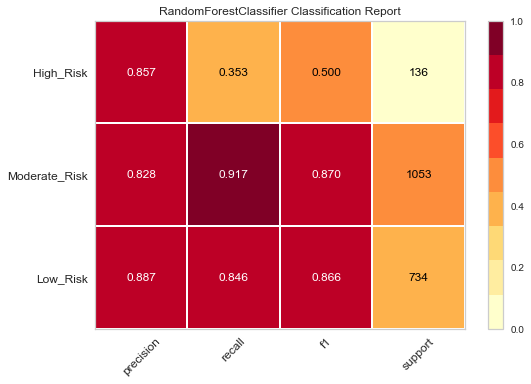 RandomForestClassifier Classification Report
High_Risk 0.857 0.353 0.500 136
Moderate_Risk 0.828 0.917 0.870 1053
Low_Risk 0.887 0.846 0.866 734
precision recall f1 support
1.0
0.8
0.6
0.4
0.2
0.0